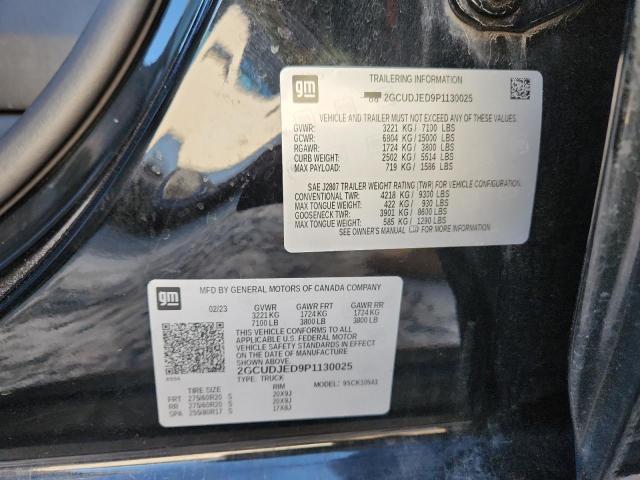 gm
TRAILERING INFORMATION
2GCUDJED9P1130025
VEHICLE AND TRAILER MUST NOT EXCEED ANY OF THESE VALUES.
GVWR: 3221 KG / 7100 LBS
GCWR: 6804 KG / 15000 LBS
RGAWR: 1724 KG / 3800 LBS
CURB WEIGHT: 2502 KG / 5514 LBS
MAX PAYLOAD: 719 KG / 1586 LBS
SAE J2807 TRAILER WEIGHT RATING (TWR) FOR VEHICLE CONFIGURATION.
CONVENTIONAL TWR: 4218 KG / 9300 LBS
MAX TONGUE WEIGHT: 422 KG / 930 LBS
GOOSENECK TWR: 3901 KG / 8600 LBS
MAX TONGUE WEIGHT: 585 KG / 1290 LBS
SEE OWNER'S MANUAL FOR MORE INFORMATION
gm
MFD BY GENERAL MOTORS OF CANADA COMPANY
02/23 GVWR GAWR FRT GAWR RR
3221KG 1724KG 1724 KG
7100LB 3800LB 3800LB
THIS VEHICLE CONFORMS TO ALL
APPLICABLE U.S. FEDERAL MOTOR
VEHICLE SAFETY STANDARDS IN
EFFECT ON THE DATE OF
MANUFACTURE SHOWN ABOVE.
2GCUDJED9P1130025
TYPE: TRUCK MODEL: 95CK10543
TIRE SIZE RIM
FRT 275/60R20 S 20X9J
RR 275/60R20 S 20X9J
SPA 255/80R17 S 17X8J